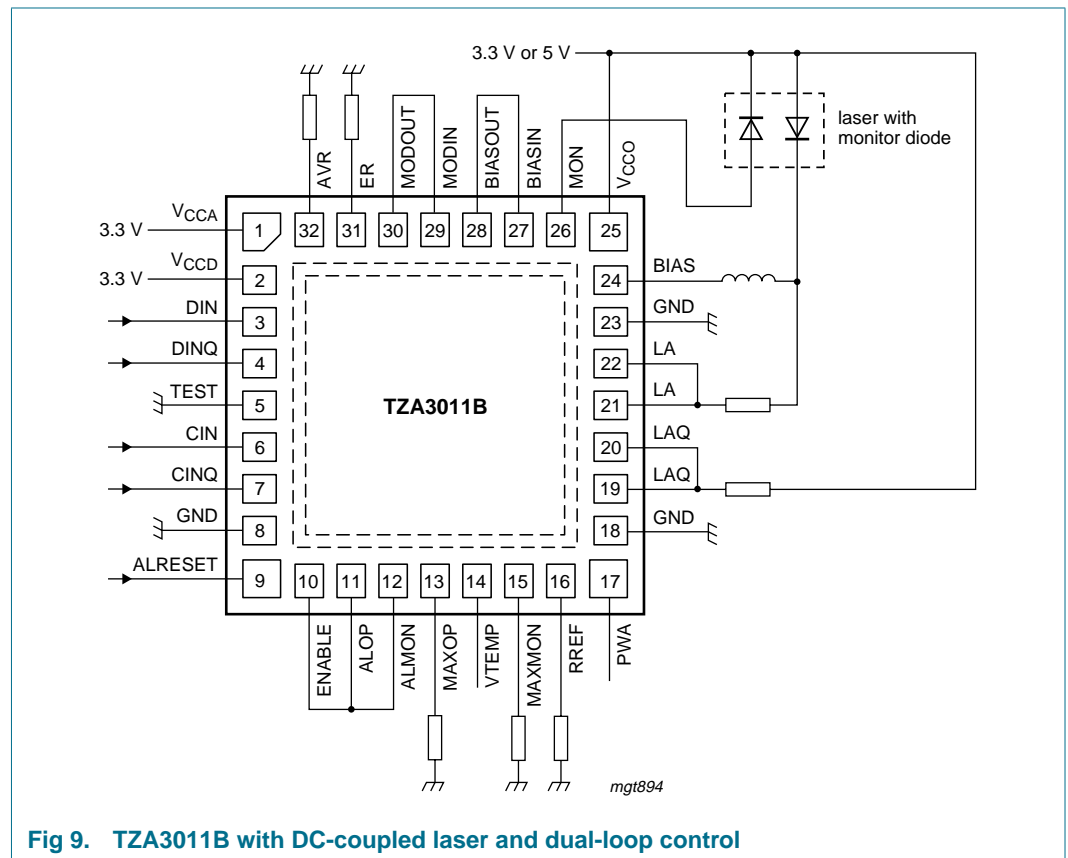 3.3 V or 5 V
laser with
monitor diode
AVR
ER
MODOUT
MODIN
BIASOUT
BIASIN
MON
VCCO
3.3 V
VCCA
1
32
31
30
29
28
27
26
25
3.3 V
VCCD
2
24
BIAS
DIN
3
23
GND
DINQ
4
22
LA
TEST
5
TZA3011B
21
LA
CIN
6
20
LAQ
CINQ
7
19
LAQ
GND
8
18
GND
ALRESET
9
10
11
12
13
14
15
16
17
ENABLE
ALOP
ALMON
MAXOP
VTEMP
MAXMON
RREF
PWA
mgt894
Fig 9. TZA3011B with DC-coupled laser and dual-loop control